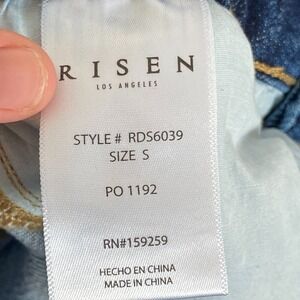 RISEN
LOS ANGELES
STYLE # RDS6039
SIZE S
PO 1192
RN#159259
HECHO EN CHINA
MADE IN CHINA